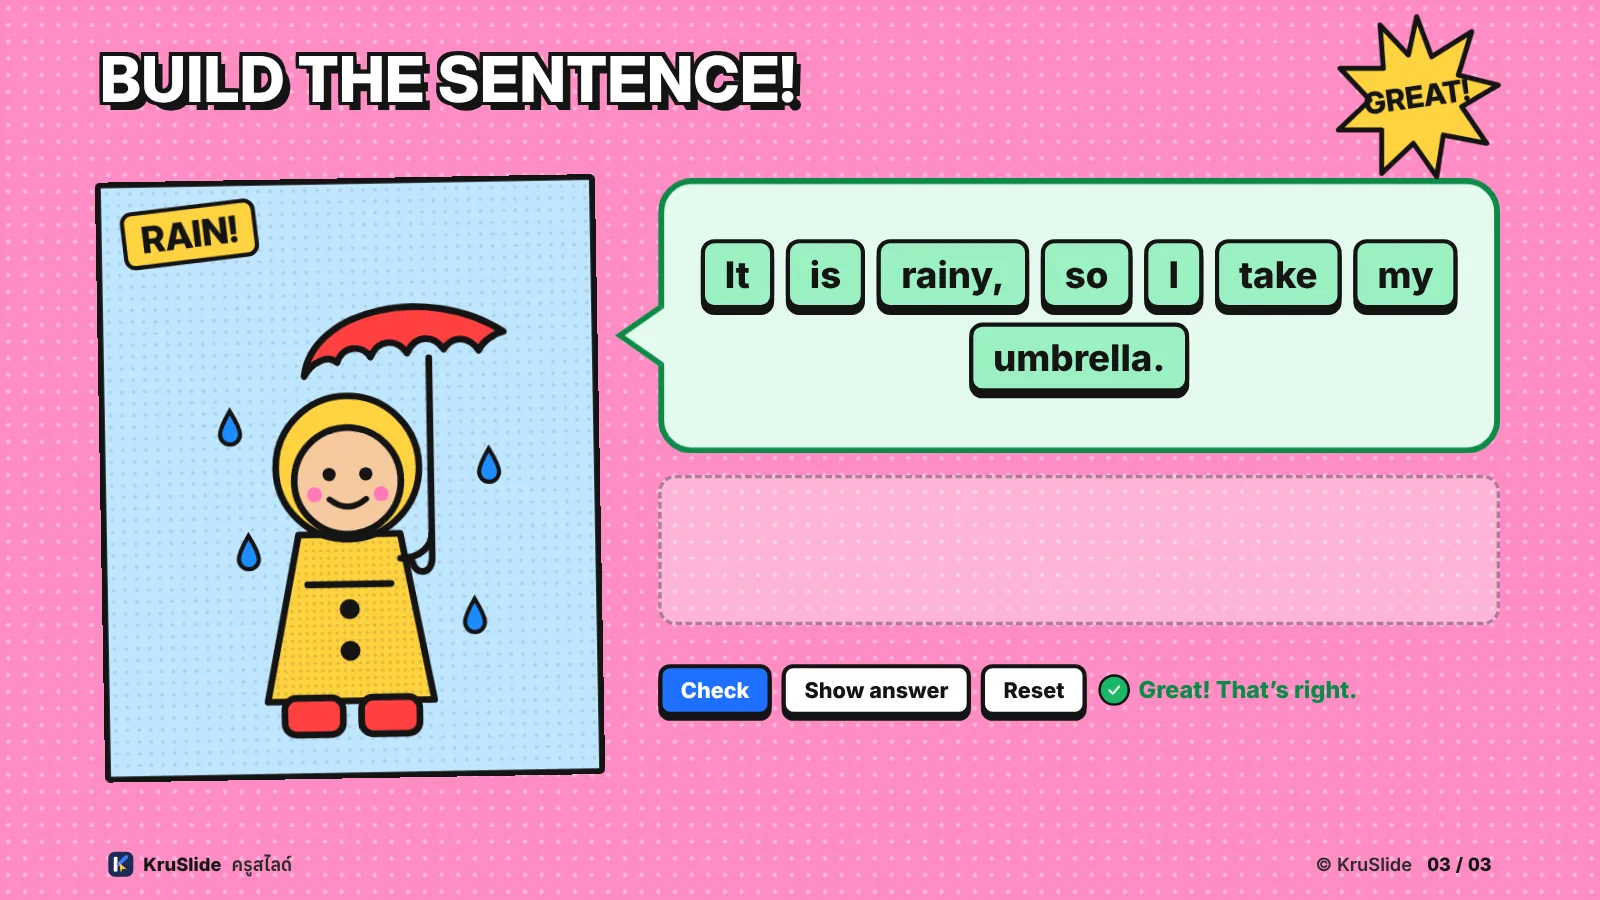 BUILD THE SENTENCE!
GREAT!
RAIN!
It is rainy, so I take my
umbrella.
Check Show answer Reset Great! That's right.
KruSlide ครูสไลด์
© KruSlide 03 / 03